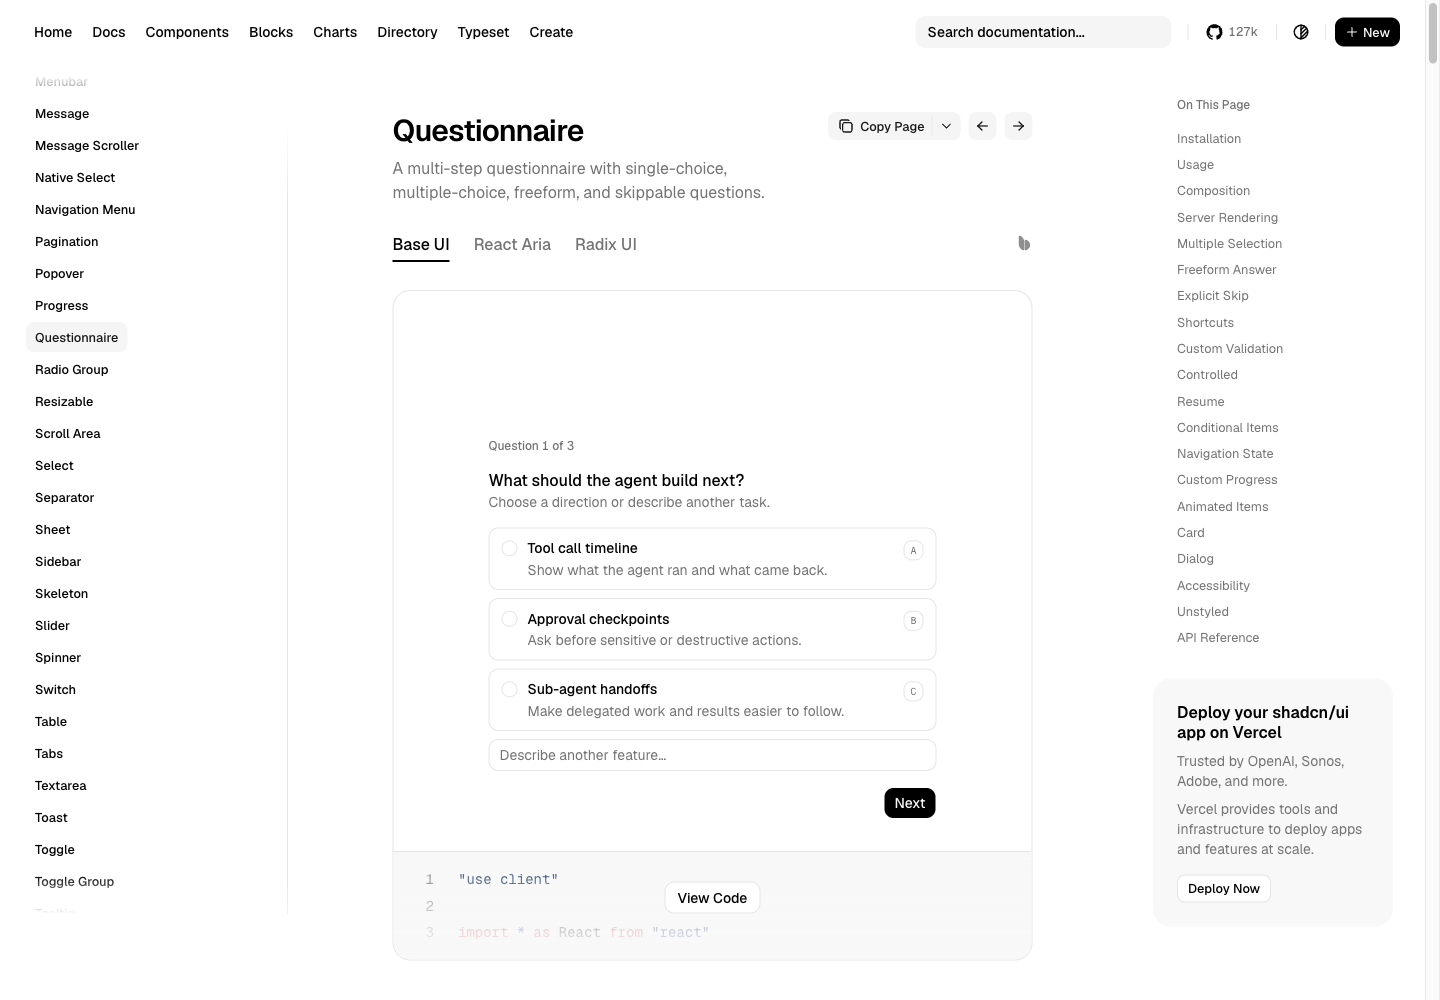 Home Docs Components Blocks Charts Directory Typeset Create
Search documentation...
127k
New
Menubar
Message
Message Scroller
Native Select
Navigation Menu
Pagination
Popover
Progress
Questionnaire
Radio Group
Resizable
Scroll Area
Select
Separator
Sheet
Sidebar
Skeleton
Slider
Spinner
Switch
Table
Tabs
Textarea
Toast
Toggle
Toggle Group
Questionnaire
Copy Page
A multi-step questionnaire with single-choice,
multiple-choice, freeform, and skippable questions.
Base UI React Aria Radix UI
Question 1 of 3
What should the agent build next?
Choose a direction or describe another task.
Tool call timeline
A
Show what the agent ran and what came back.
Approval checkpoints
B
Ask before sensitive or destructive actions.
Sub-agent handoffs
C
Make delegated work and results easier to follow.
Describe another feature...
Next
1 "use client"
View Code
2
3 import * as React from "react"
On This Page
Installation
Usage
Composition
Server Rendering
Multiple Selection
Freeform Answer
Explicit Skip
Shortcuts
Custom Validation
Controlled
Resume
Conditional Items
Navigation State
Custom Progress
Animated Items
Card
Dialog
Accessibility
Unstyled
API Reference
Deploy your shadcn/ui
app on Vercel
Trusted by OpenAI, Sonos,
Adobe, and more.
Vercel provides tools and
infrastructure to deploy apps
and features at scale.
Deploy Now